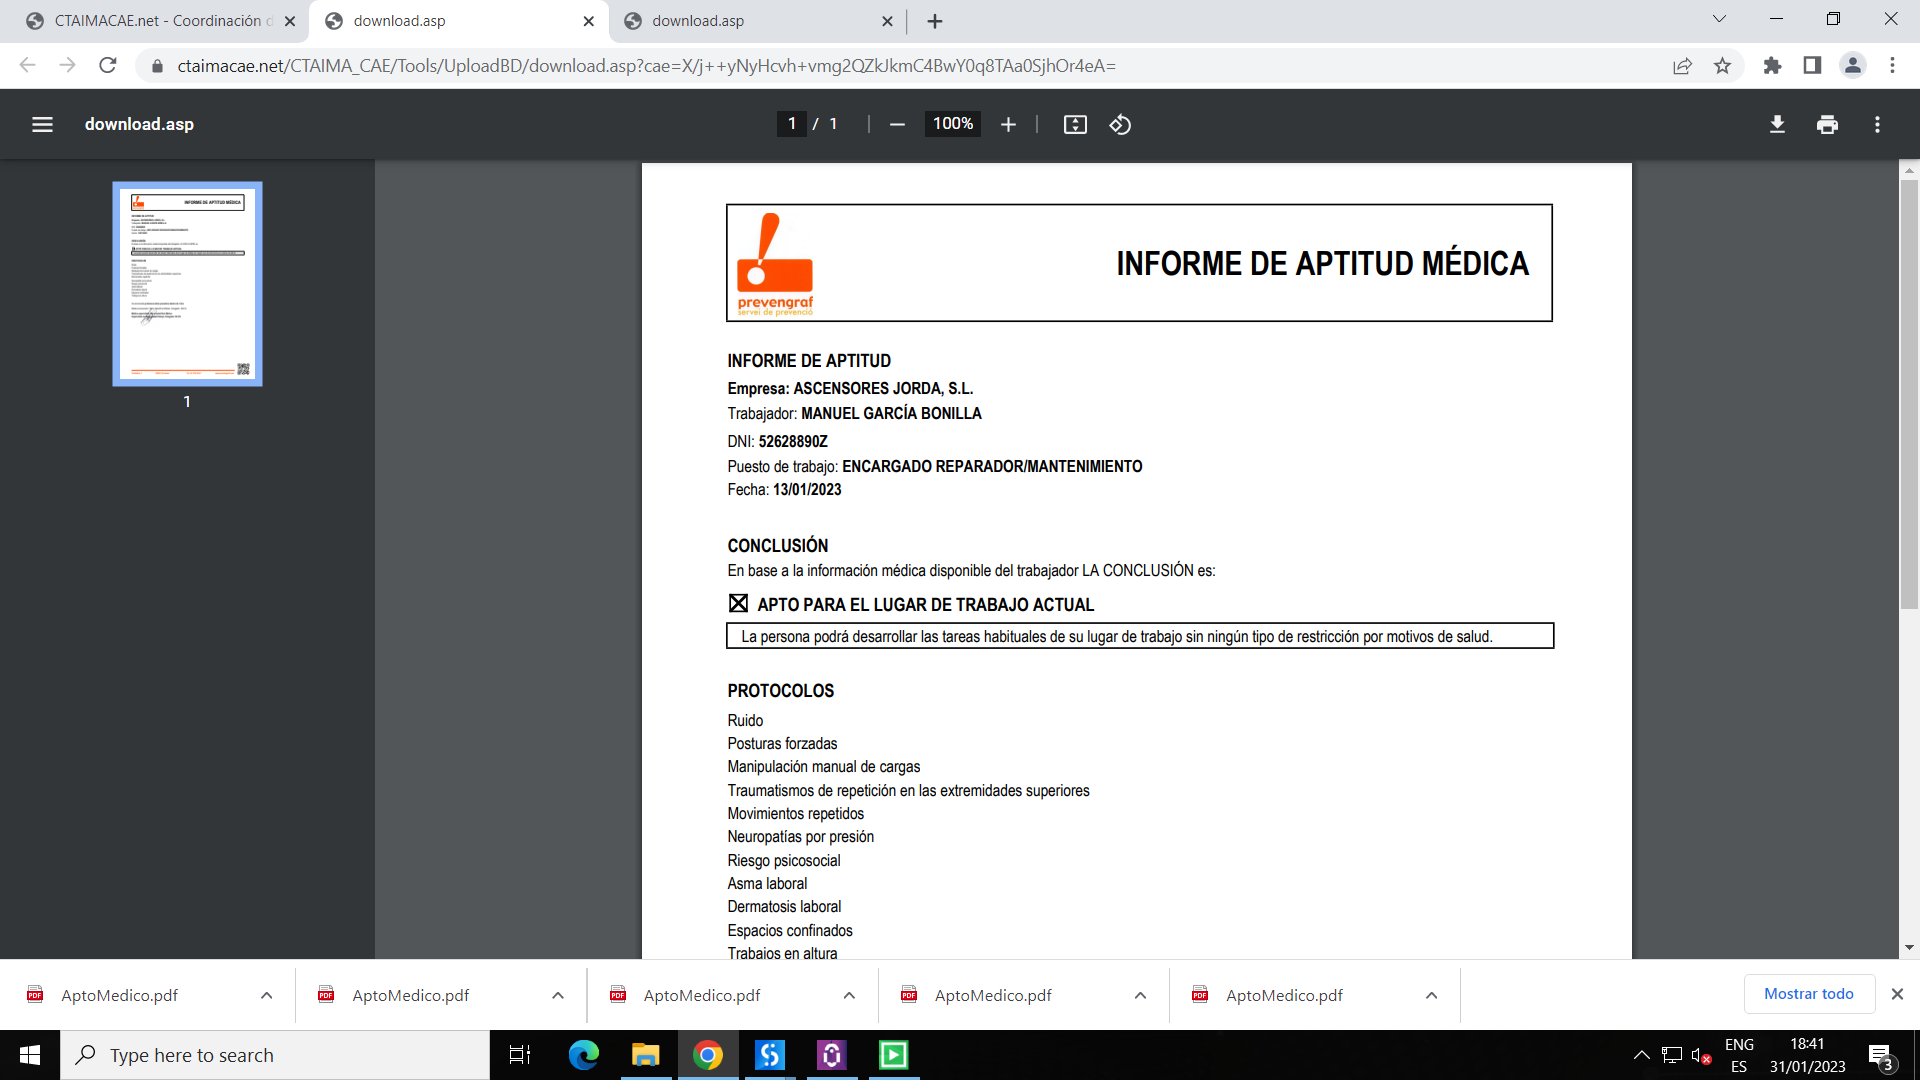 CTAIMACAE.net - Coordinación d
download.asp
download.asp
ctaimacae.net/CTAIMA_CAE/Tools/UploadBD/download.asp?cae=X/j++yNyHcvh+vmg2QZkJkmC4BwY0q8TAa0SjhOr4eA=
download.asp
1 / 1
100%
INFORME DE APTITUD MÉDICA
1
prevengraf
servei de prevenció
INFORME DE APTITUD MÉDICA
INFORME DE APTITUD
Empresa: ASCENSORES JORDA, S.L.
Trabajador: MANUEL GARCÍA BONILLA
DNI: 52628890Z
Puesto de trabajo: ENCARGADO REPARADOR/MANTENIMIENTO
Fecha: 13/01/2023
CONCLUSIÓN
En base a la información médica disponible del trabajador LA CONCLUSIÓN es:
APTO PARA EL LUGAR DE TRABAJO ACTUAL
La persona podrá desarrollar las tareas habituales de su lugar de trabajo sin ningún tipo de restricción por motivos de salud.
PROTOCOLOS
Ruido
Posturas forzadas
Manipulación manual de cargas
Traumatismos de repetición en las extremidades superiores
Movimientos repetidos
Neuropatías por presión
Riesgo psicosocial
Asma laboral
Dermatosis laboral
Espacios confinados
Trabajos en altura
AptoMedico.pdf
AptoMedico.pdf
AptoMedico.pdf
AptoMedico.pdf
AptoMedico.pdf
Mostrar todo
Type here to search
ENG
ES
18:41
31/01/2023
3